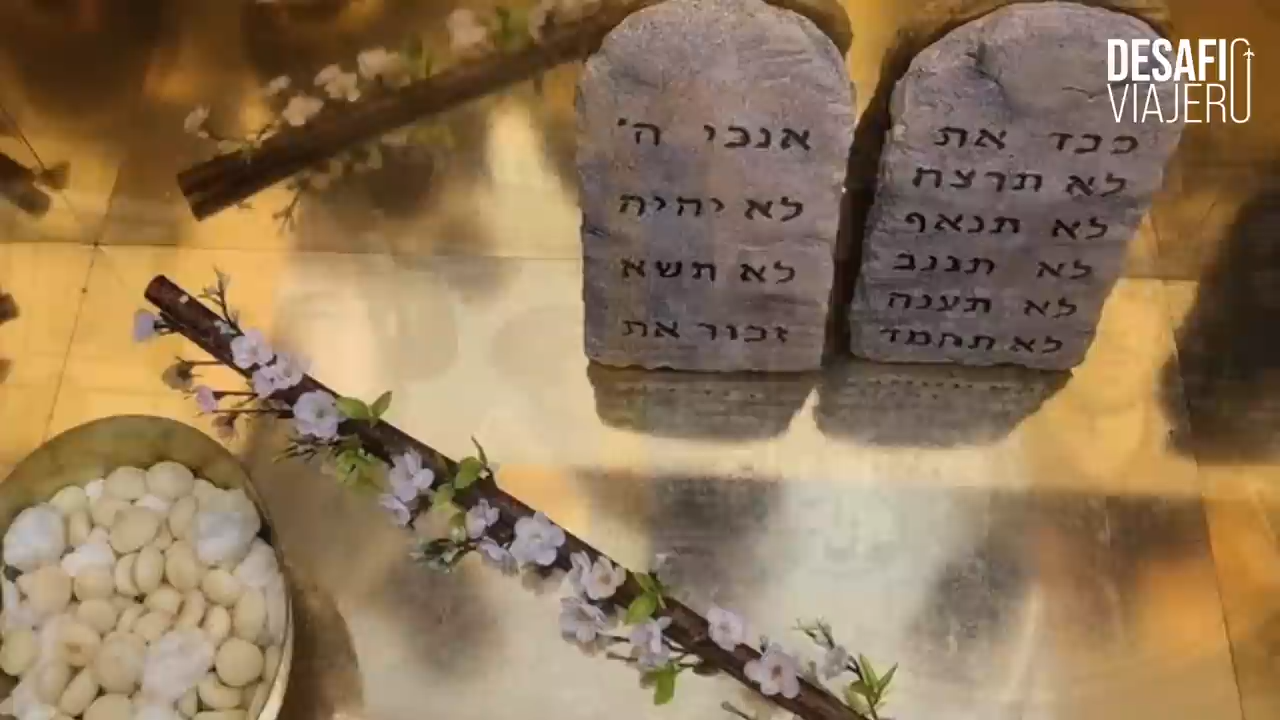 אנכי ה'
לא יהיה
לא תשא
זכור את
כבד את
לא תרצח
לא תנאף
לא תגנב
לא תענה
לא תחמד
DESAFIO
VIAJERO